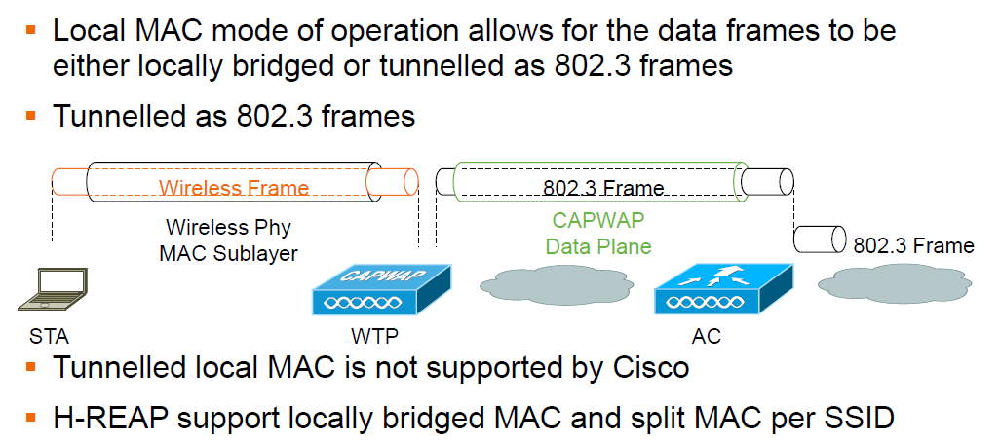 Local MAC mode of operation allows for the data frames to be
either locally bridged or tunnelled as 802.3 frames
Tunnelled as 802.3 frames
Wireless Frame
802.3 Frame
Wireless Phy
MAC Sublayer
CAPWAP
Data Plane
802.3 Frame
CAPWAP
STA
WTP
AC
Tunnelled local MAC is not supported by Cisco
H-REAP support locally bridged MAC and split MAC per SSID